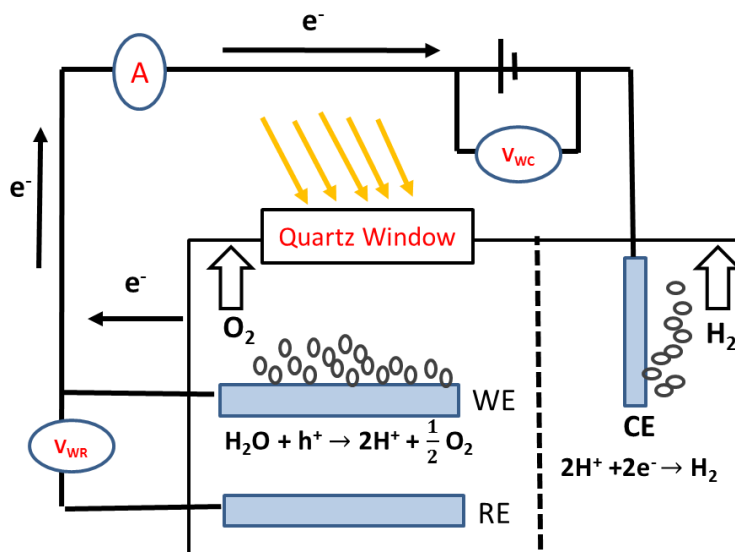 e⁻
A
V_WC
e⁻
Quartz Window
e⁻
O₂
H₂
WE
CE
H₂O + h⁺ → 2H⁺ + ½ O₂
V_WR
2H⁺ +2e⁻→ H₂
RE